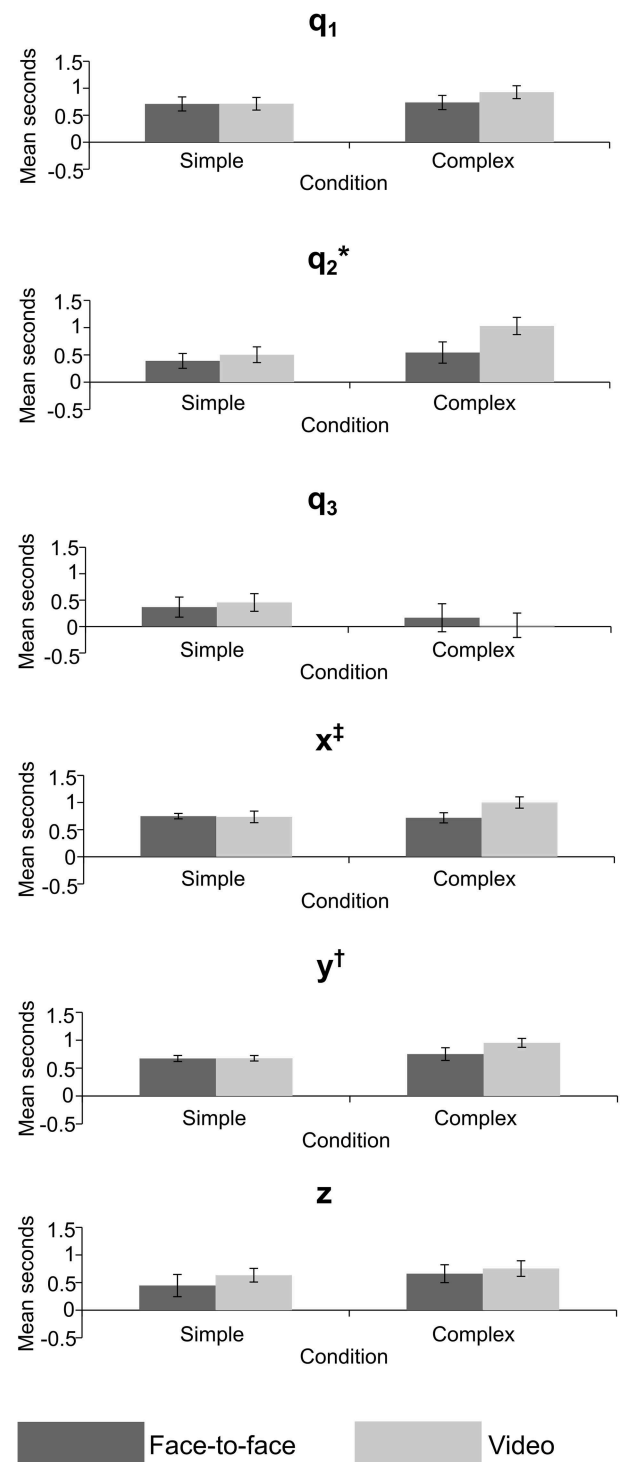 q₁
Mean seconds
1.5
1
0.5
0
-0.5
Simple Complex
Condition
q₂*
Mean seconds
1.5
1
0.5
0
-0.5
Simple Complex
Condition
q₃
Mean seconds
1.5
1
0.5
0
-0.5
Simple Complex
Condition
x‡
Mean seconds
1.5
1
0.5
0
-0.5
Simple Complex
Condition
y†
Mean seconds
1.5
1
0.5
0
-0.5
Simple Complex
Condition
z
Mean seconds
1.5
1
0.5
0
-0.5
Simple Complex
Condition
Face-to-face Video